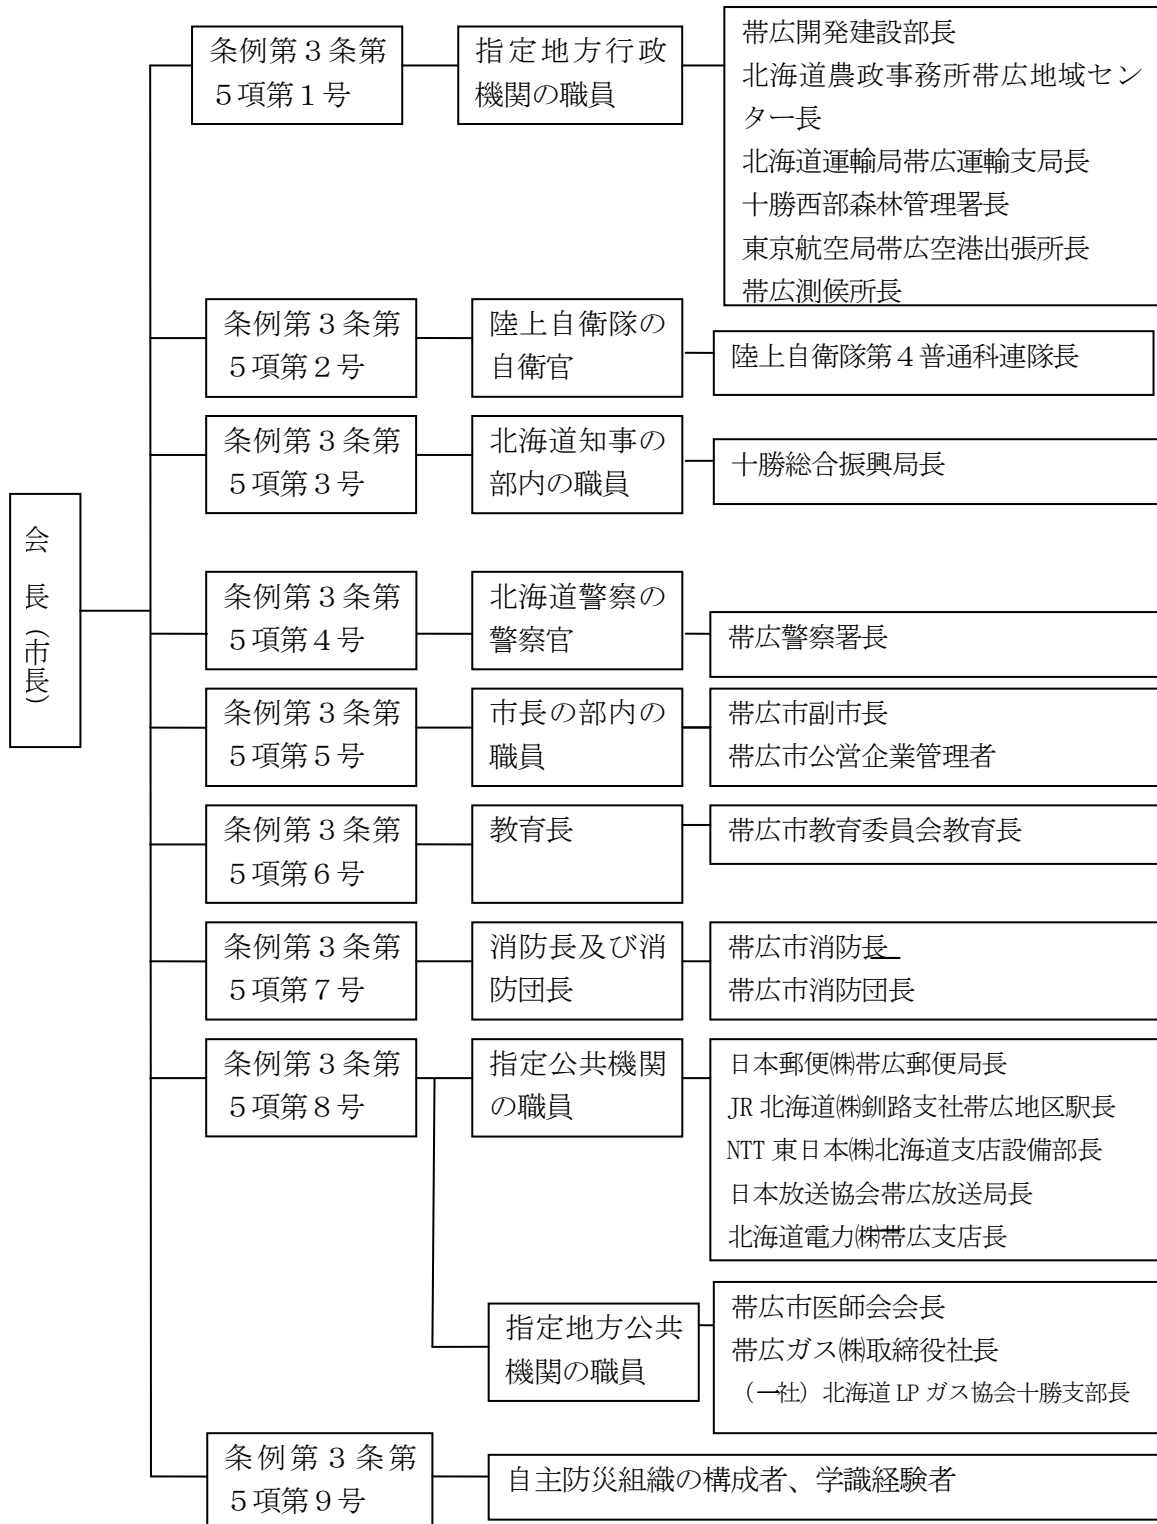 会長（市長）
条例第３条第
５項第１号
指定地方行政
機関の職員
帯広開発建設部長
北海道農政事務所帯広地域セン
ター長
北海道運輸局帯広運輸支局長
十勝西部森林管理署長
東京航空局帯広空港出張所長
帯広測候所長
条例第３条第
５項第２号
陸上自衛隊の
自衛官
陸上自衛隊第４普通科連隊長
条例第３条第
５項第３号
北海道知事の
部内の職員
十勝総合振興局長
条例第３条第
５項第４号
北海道警察の
警察官
帯広警察署長
条例第３条第
５項第５号
市長の部内の
職員
帯広市副市長
帯広市公営企業管理者
条例第３条第
５項第６号
教育長
帯広市教育委員会教育長
条例第３条第
５項第７号
消防長及び消
防団長
帯広市消防長
帯広市消防団長
条例第３条第
５項第８号
指定公共機関
の職員
日本郵便㈱帯広郵便局長
JR 北海道㈱釧路支社帯広地区駅長
NTT 東日本㈱北海道支店設備部長
日本放送協会帯広放送局長
北海道電力㈱帯広支店長
指定地方公共
機関の職員
帯広市医師会会長
帯広ガス㈱取締役社長
（一社）北海道 LP ガス協会十勝支部長
条例第３条第
５項第９号
自主防災組織の構成者、学識経験者